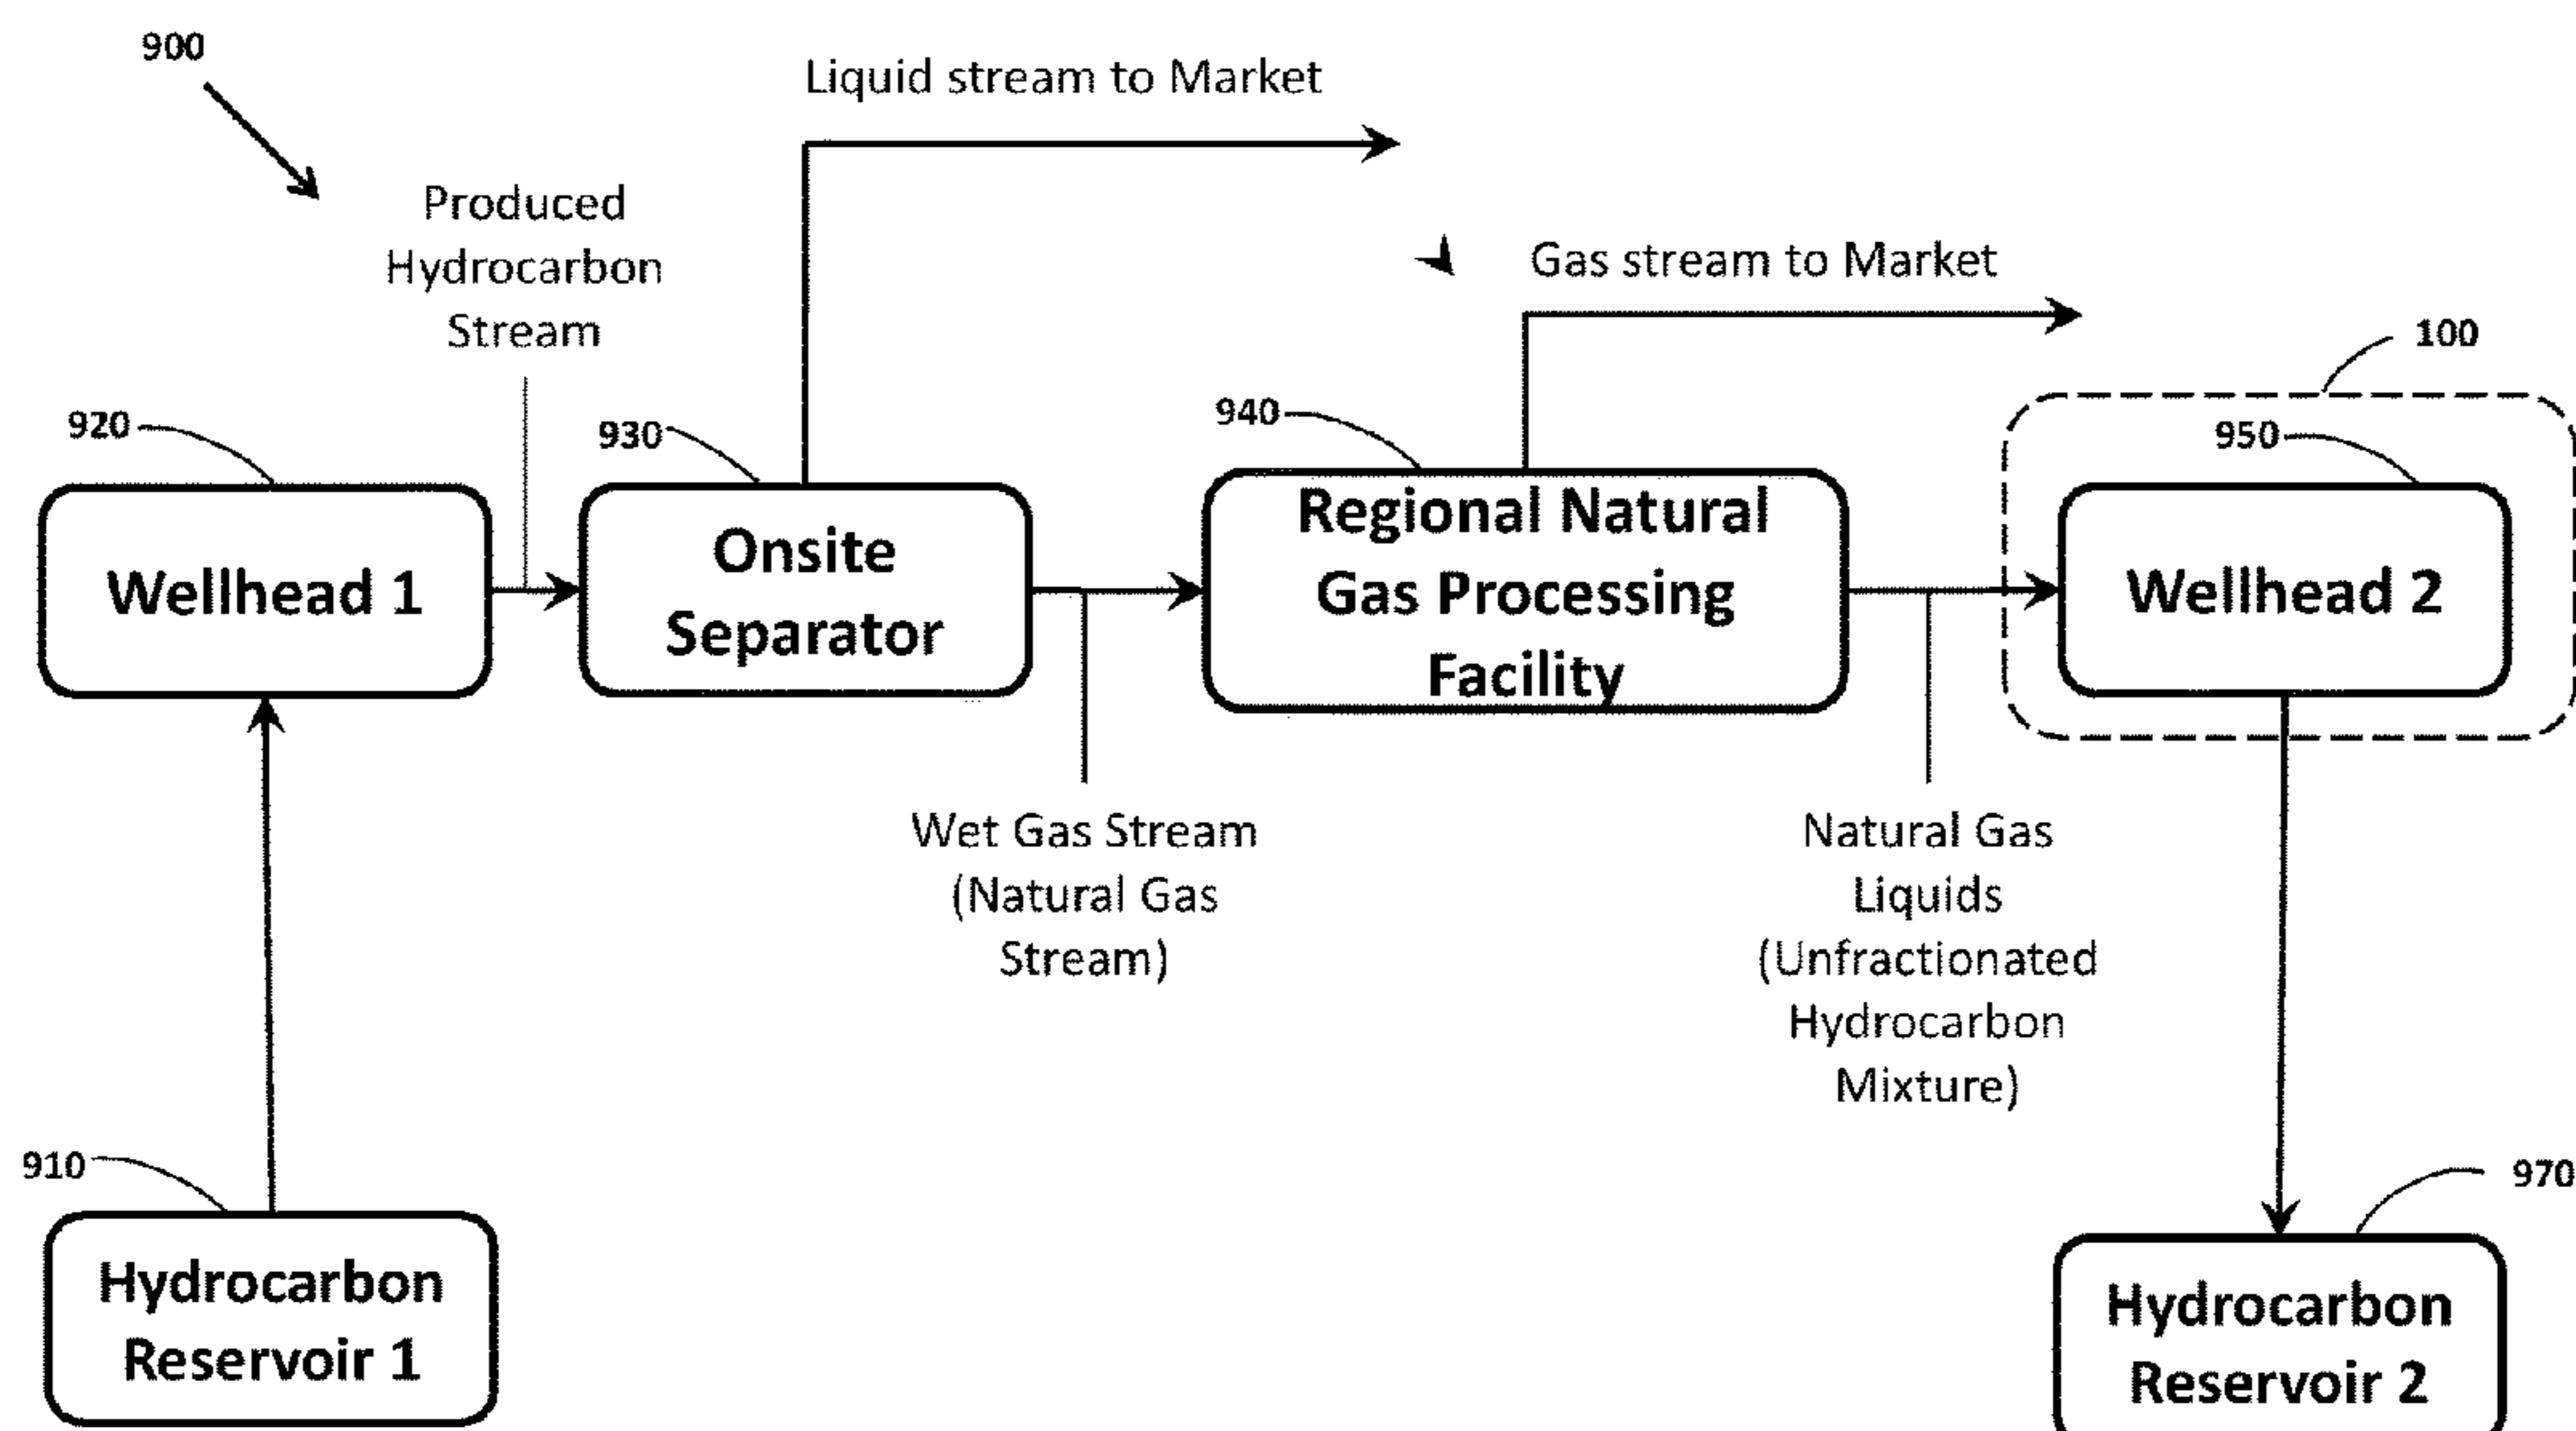 900
Liquid stream to Market
Produced
Hydrocarbon
Stream
Gas stream to Market
100
920
930
940
950
Wellhead 1
Onsite
Separator
Regional Natural
Gas Processing
Facility
Wellhead 2
Wet Gas Stream
(Natural Gas
Stream)
Natural Gas
Liquids
(Unfractionated
Hydrocarbon
Mixture)
910
970
Hydrocarbon
Reservoir 1
Hydrocarbon
Reservoir 2